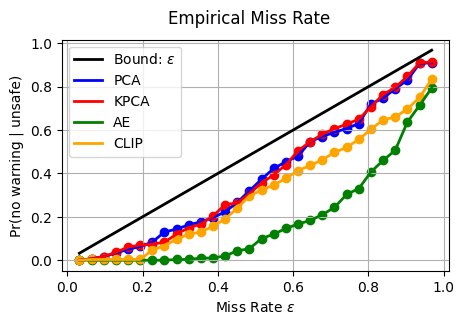 Empirical Miss Rate
Pr(no warning | unsafe)
1.0
0.8
0.6
0.4
0.2
0.0
Bound: ε
PCA
KPCA
AE
CLIP
0.0 0.2 0.4 0.6 0.8 1.0
Miss Rate ε